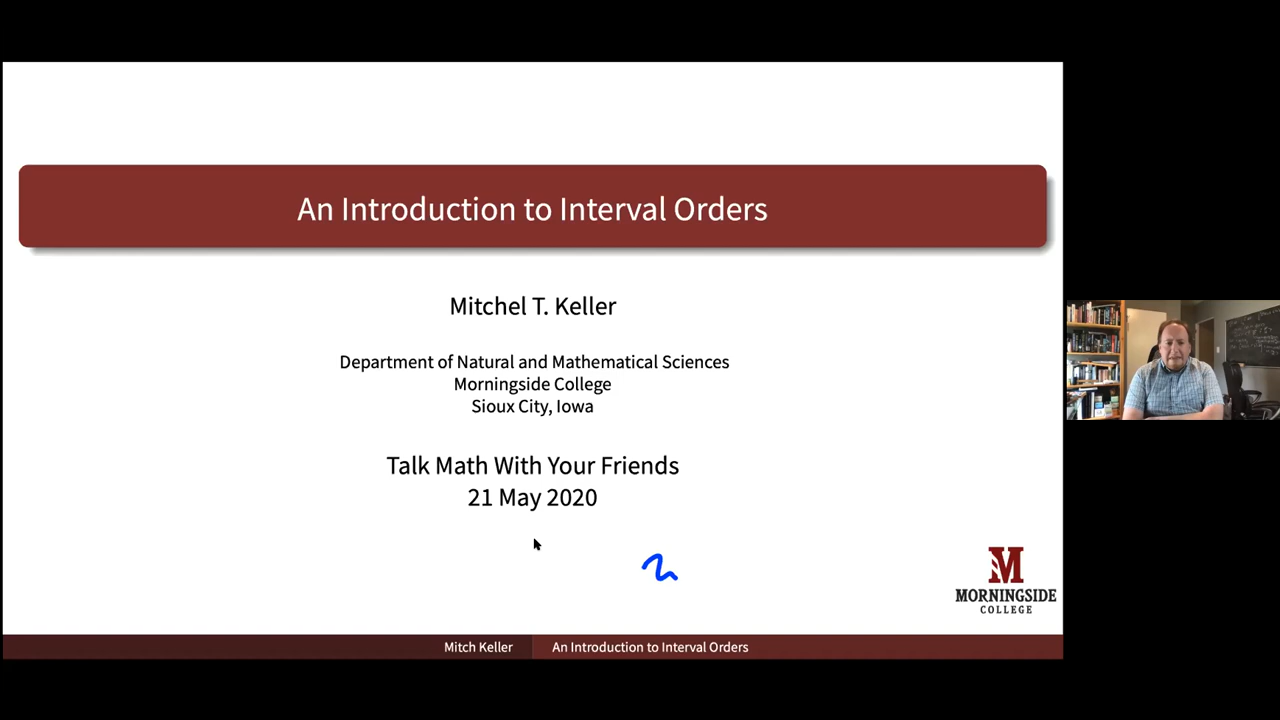 An Introduction to Interval Orders
Mitchel T. Keller
Department of Natural and Mathematical Sciences
Morningside College
Sioux City, Iowa
Talk Math With Your Friends
21 May 2020
M
MORNINGSIDE
COLLEGE
Mitch Keller An Introduction to Interval Orders